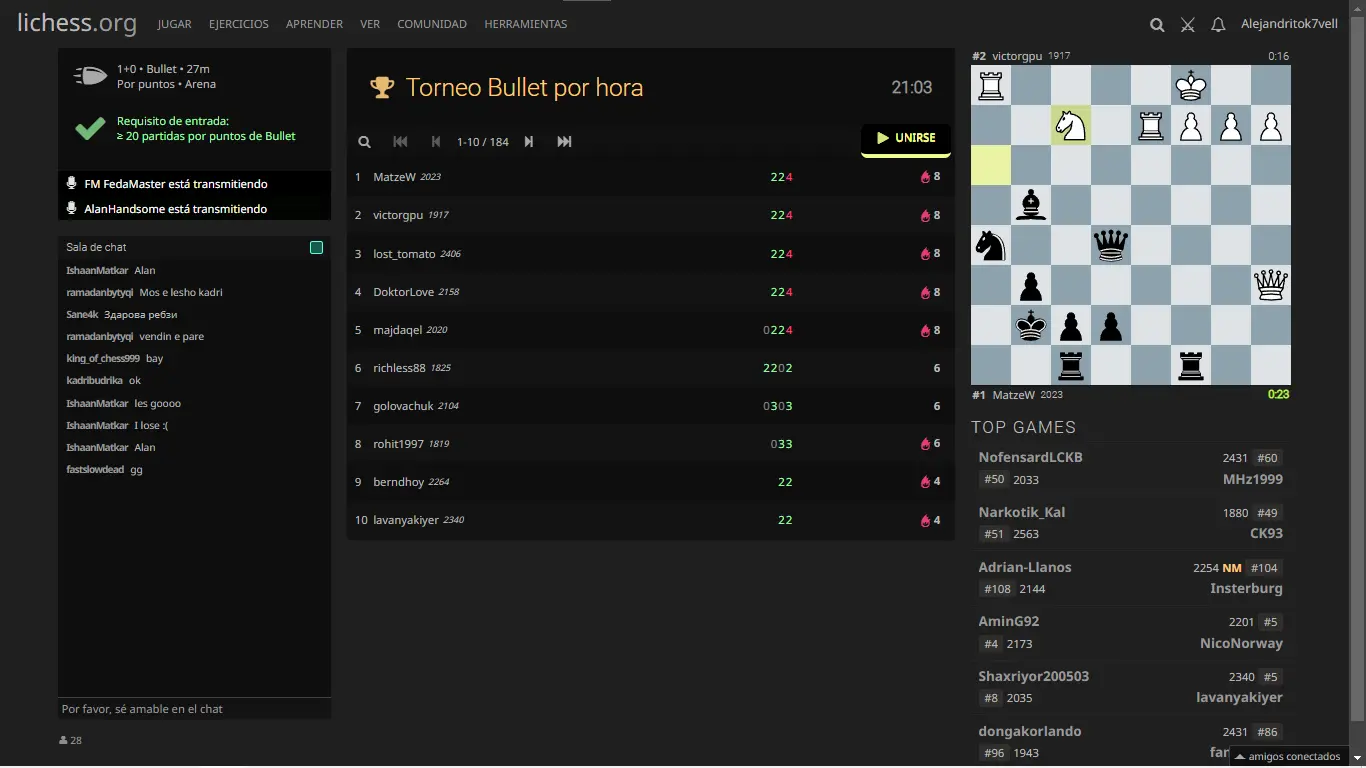 lichess.org
JUGAR EJERCICIOS APRENDER VER COMUNIDAD HERRAMIENTAS
Alejandritok7vell
1+0 • Bullet • 27m
Por puntos • Arena
Requisito de entrada:
≥ 20 partidas por puntos de Bullet
FM FedaMaster está transmitiendo
AlanHandsome está transmitiendo
Sala de chat
IshaanMatkar Alan
ramadanbytyqi Mos e lesho kadri
Sane4k Здарова ребзи
ramadanbytyqi vendin e pare
king_of_chess999 bay
kadribudrika ok
IshaanMatkar les goooo
IshaanMatkar I lose :(
IshaanMatkar Alan
fastslowdead gg
Por favor, sé amable en el chat
28
Torneo Bullet por hora 21:03
1-10 / 184
UNIRSE
1 MatzeW 2023 224 8
2 victorgpu 1917 224 8
3 lost_tomato 2406 224 8
4 DoktorLove 2158 224 8
5 majdaqel 2020 0224 8
6 richless88 1825 2202 6
7 golovachuk 2104 0303 6
8 rohit1997 1819 033 6
9 berndhoy 2264 22 4
10 lavanyakiyer 2340 22 4
#2 victorgpu 1917 0:16
#1 MatzeW 2023 0:23
TOP GAMES
NofensardLCKB 2431 #60
#50 2033 MHz1999
Narkotik_Kal 1880 #49
#51 2563 CK93
Adrian-Llanos 2254 NM #104
#108 2144 Insterburg
AminG92 2201 #5
#4 2173 NicoNorway
Shaxriyor200503 2340 #5
#8 2035 lavanyakiyer
dongakorlando 2431 #86
#96 1943
amigos conectados